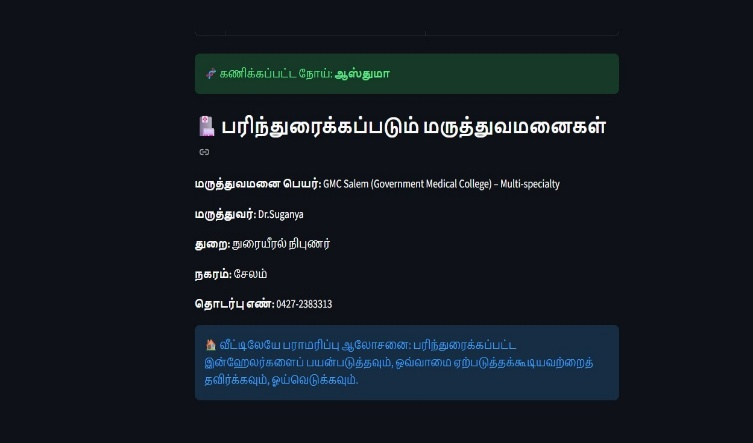 கணிக்கப்பட்ட நோய்: ஆஸ்துமா
பரிந்துரைக்கப்படும் மருத்துவமனைகள்
மருத்துவமனை பெயர்: GMC Salem (Government Medical College) – Multi-specialty
மருத்துவர்: Dr.Suganya
துறை: நுரையீரல் நிபுணர்
நகரம்: சேலம்
தொடர்பு எண்: 0427-2383313
வீட்டிலேயே பராமரிப்பு ஆலோசனை: பரிந்துரைக்கப்பட்ட
இன்ஹேலர்களைப் பயன்படுத்தவும், ஒவ்வாமை ஏற்படுத்தக்கூடியவற்றைத்
தவிர்க்கவும், ஓய்வெடுக்கவும்.